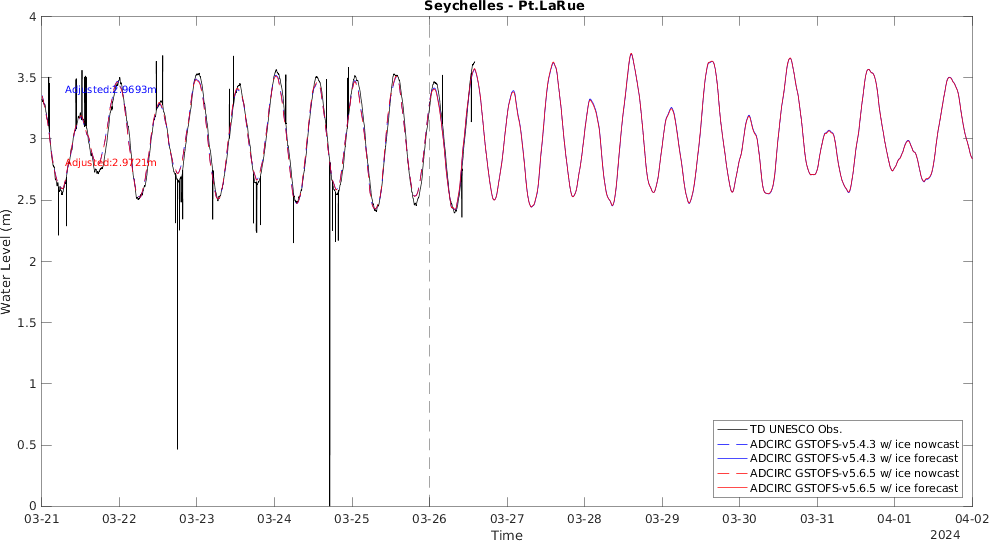 Seychelles - Pt.LaRue
4
3.5
3
2.5
2
1.5
1
0.5
0
Water Level (m)
Adjusted:2.9693m
Adjusted:2.9721m
TD UNESCO Obs.
ADCIRC GSTOFS-v5.4.3 w/ ice nowcast
ADCIRC GSTOFS-v5.4.3 w/ ice forecast
ADCIRC GSTOFS-v5.6.5 w/ ice nowcast
ADCIRC GSTOFS-v5.6.5 w/ ice forecast
03-21 03-22 03-23 03-24 03-25 03-26 03-27 03-28 03-29 03-30 03-31 04-01 04-02
Time
2024